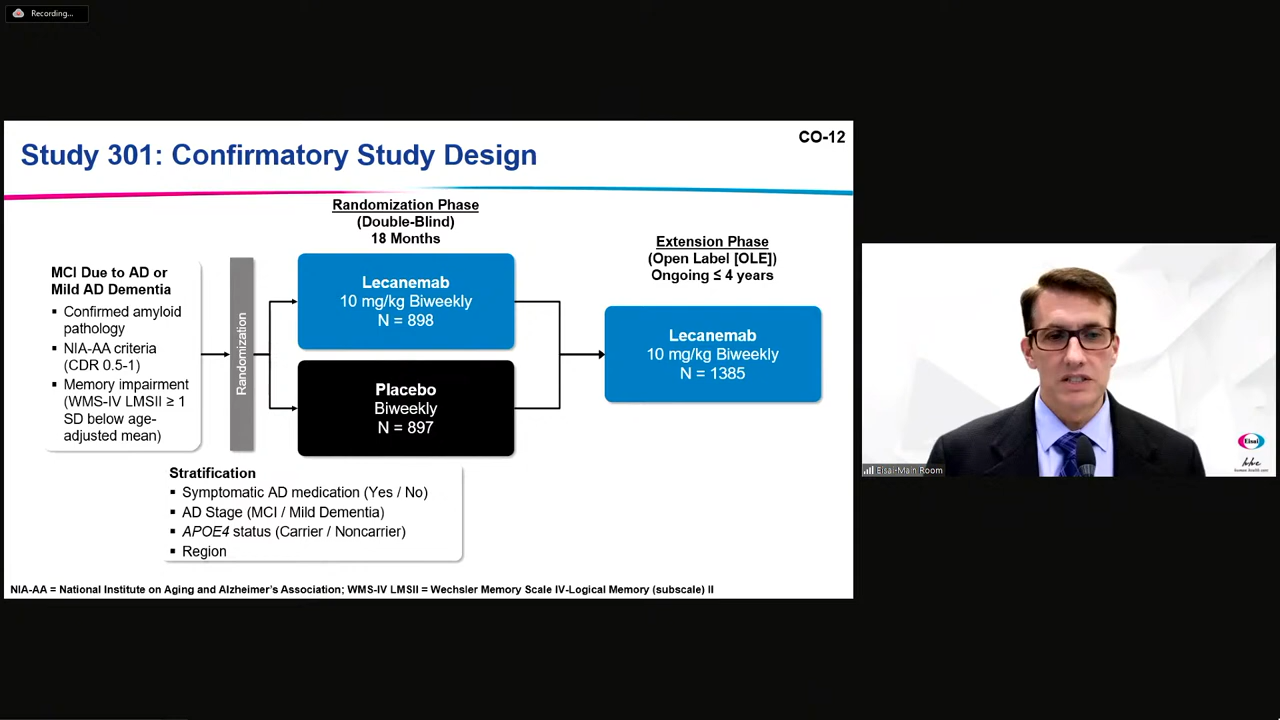 Recording...
CO-12
Study 301: Confirmatory Study Design
Randomization Phase
(Double-Blind)
18 Months
Extension Phase
(Open Label [OLE])
Ongoing ≤ 4 years
MCI Due to AD or
Mild AD Dementia
▪ Confirmed amyloid
pathology
▪ NIA-AA criteria
(CDR 0.5-1)
▪ Memory impairment
(WMS-IV LMSII ≥ 1
SD below age-
adjusted mean)
Randomization
Lecanemab
10 mg/kg Biweekly
N = 898
Placebo
Biweekly
N = 897
Lecanemab
10 mg/kg Biweekly
N = 1385
Stratification
▪ Symptomatic AD medication (Yes / No)
▪ AD Stage (MCI / Mild Dementia)
▪ APOE4 status (Carrier / Noncarrier)
▪ Region
NIA-AA = National Institute on Aging and Alzheimer's Association; WMS-IV LMSII = Wechsler Memory Scale IV-Logical Memory (subscale) II
Eisai
hhc
human health care
Eisai-Main Room